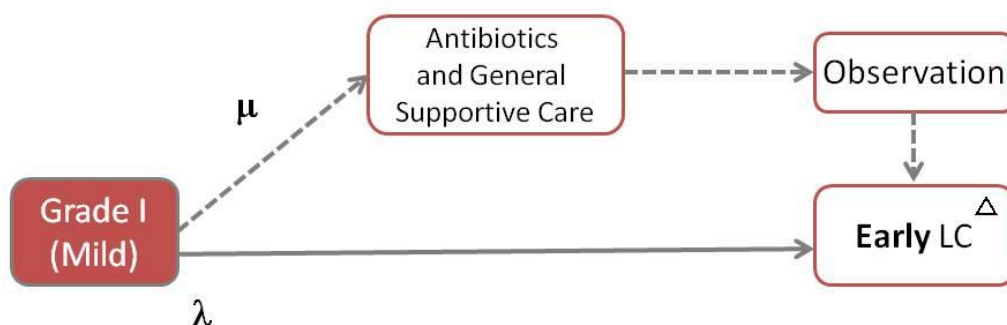 Antibiotics
and General
Supportive Care
Observation
μ
Grade I
(Mild)
Early LC
△
λ